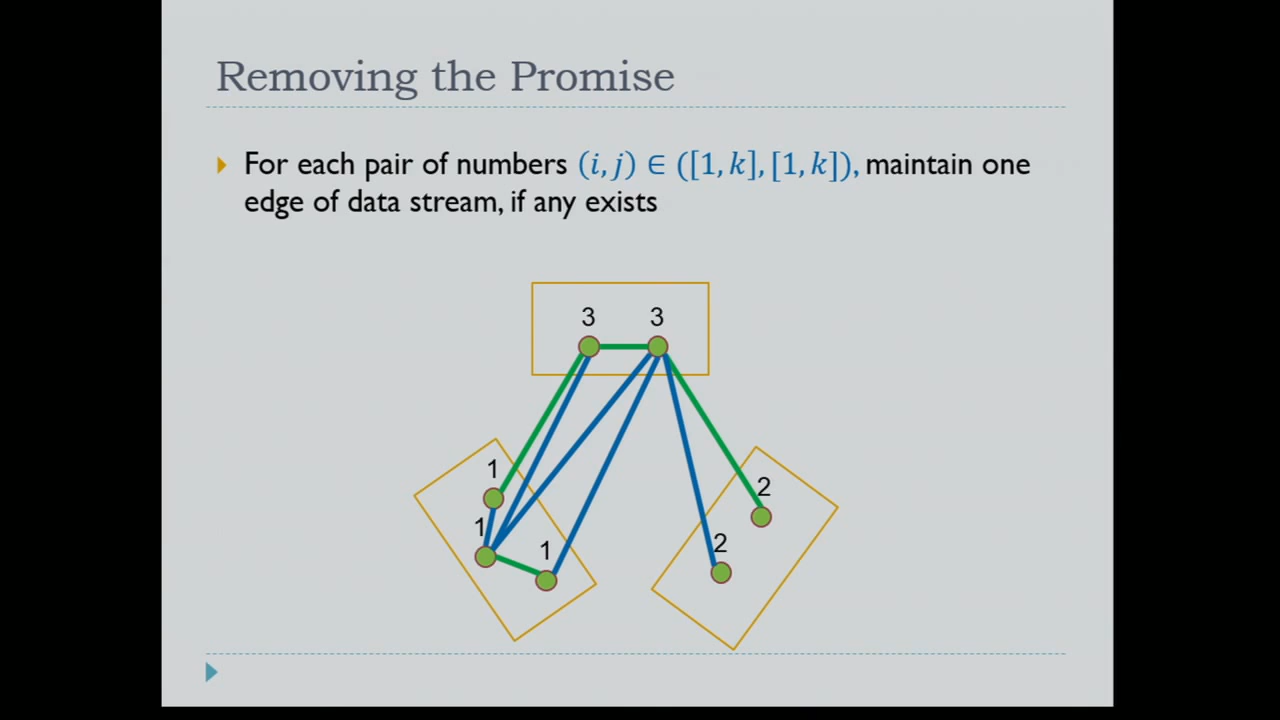 Removing the Promise
For each pair of numbers (i, j) ∈ ([1, k], [1, k]), maintain one
edge of data stream, if any exists
3 3
1
1
1
2
2